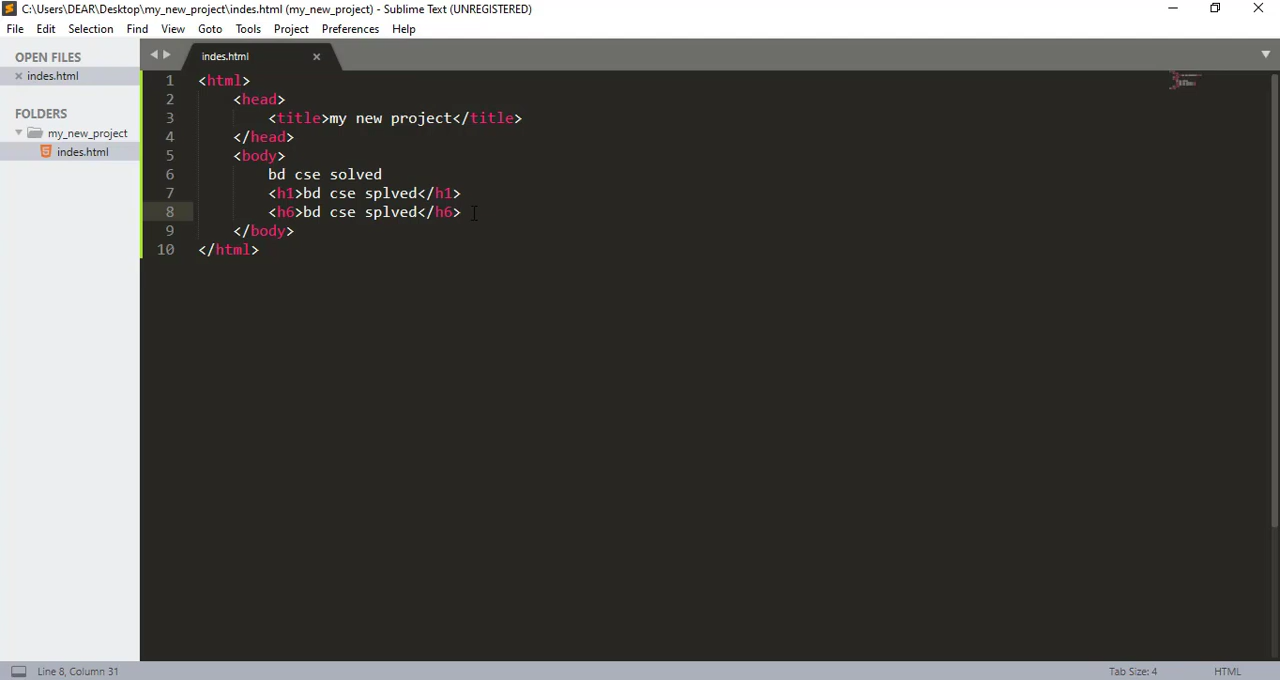 C:\Users\DEAR\Desktop\my_new_project\indes.html (my_new_project) - Sublime Text (UNREGISTERED)
File Edit Selection Find View Goto Tools Project Preferences Help
OPEN FILES
indes.html
FOLDERS
my_new_project
indes.html
indes.html
1 <html>
2 <head>
3 <title>my new project</title>
4 </head>
5 <body>
6 bd cse solved
7 <h1>bd cse splved</h1>
8 <h6>bd cse splved</h6>
9 </body>
10 </html>
Line 8, Column 31 Tab Size: 4 HTML